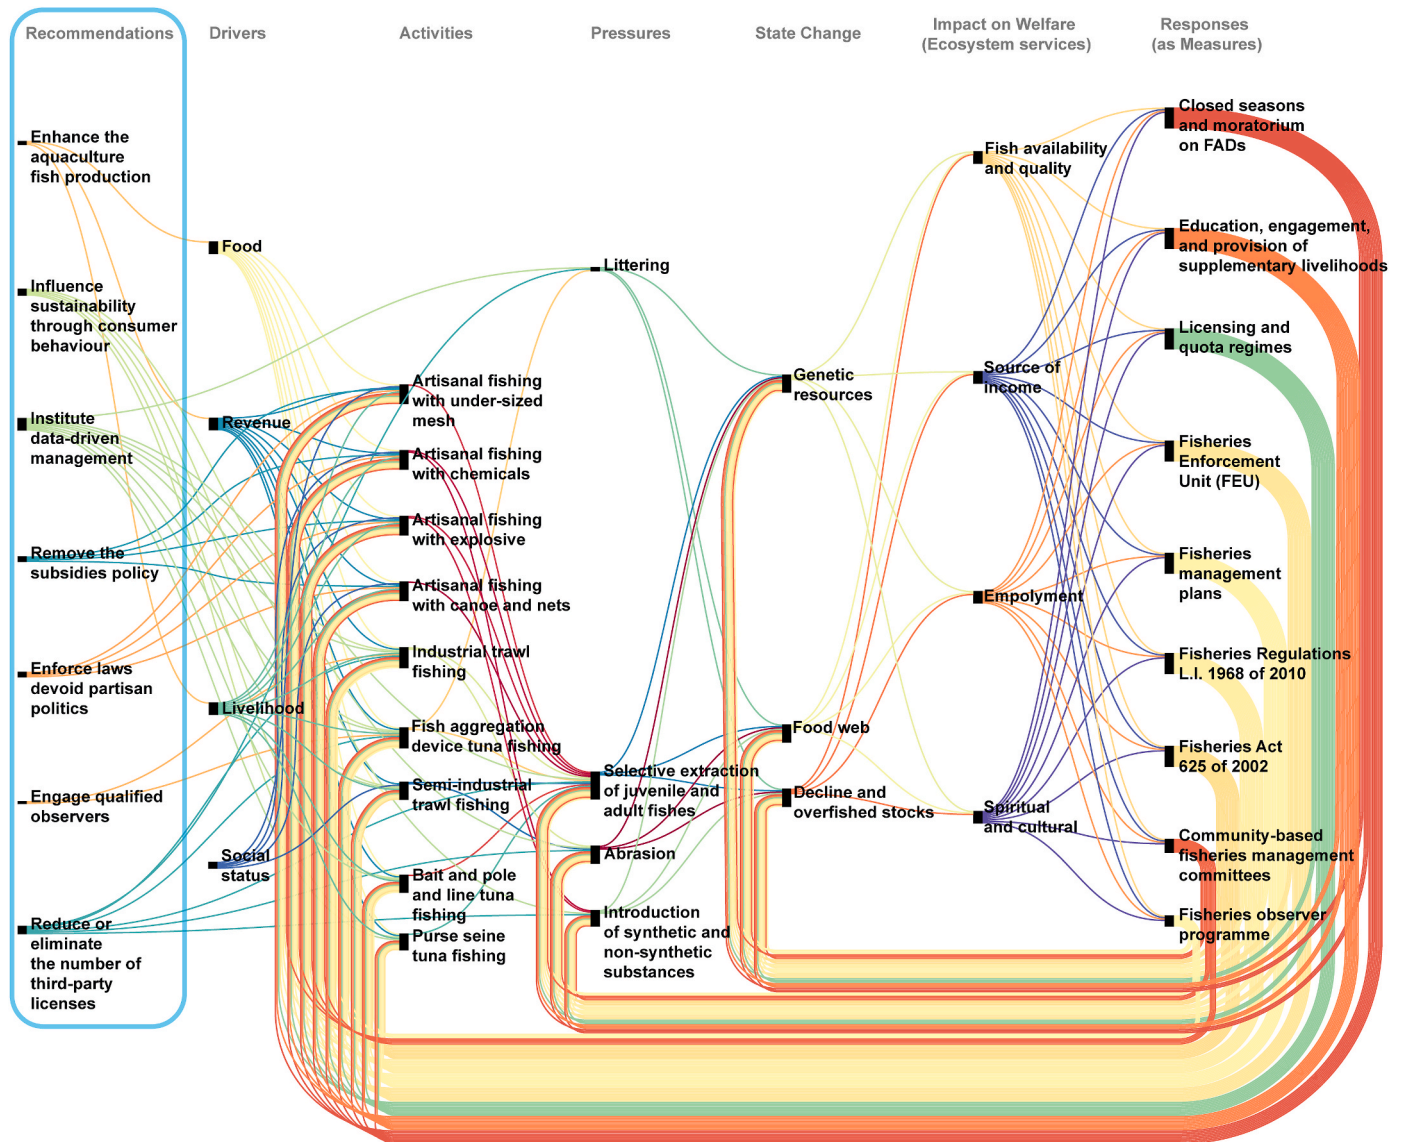 Recommendations
Drivers
Activities
Pressures
State Change
Impact on Welfare
(Ecosystem services)
Responses
(as Measures)
Enhance the
aquaculture
fish production
Influence
sustainability
through consumer
behaviour
Institute
data-driven
management
Remove the
subsidies policy
Enforce laws
devoid partisan
politics
Engage qualified
observers
Reduce or
eliminate
the number of
third-party
licenses
Food
Revenue
Livelihood
Social
status
Artisanal fishing
with under-sized
mesh
Artisanal fishing
with chemicals
Artisanal fishing
with explosive
Artisanal fishing
with canoe and nets
Industrial trawl
fishing
Fish aggregation
device tuna fishing
Semi-industrial
trawl fishing
Bait and pole
and line tuna
fishing
Purse seine
tuna fishing
Littering
Selective extraction
of juvenile and
adult fishes
Abrasion
Introduction
of synthetic and
non-synthetic
substances
Genetic
resources
Food web
Decline and
overfished stocks
Fish availability
and quality
Source of
income
Empolyment
Spiritual
and cultural
Closed seasons
and moratorium
on FADs
Education, engagement,
and provision of
supplementary livelihoods
Licensing and
quota regimes
Fisheries
Enforcement
Unit (FEU)
Fisheries
management
plans
Fisheries Regulations
L.I. 1968 of 2010
Fisheries Act
625 of 2002
Community-based
fisheries management
committees
Fisheries observer
programme